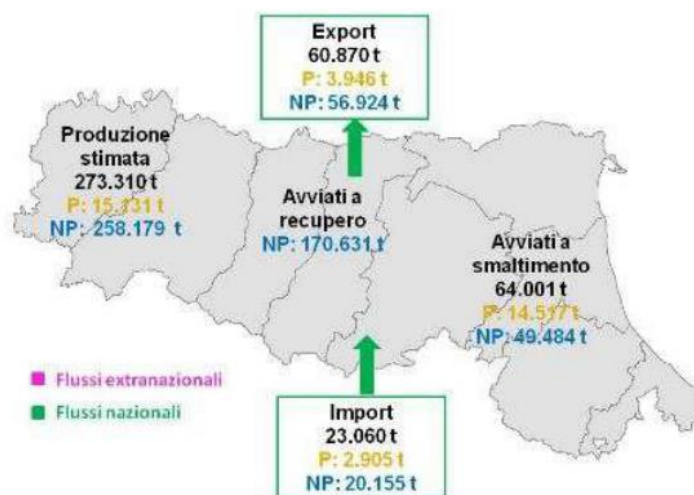 Export
60.870 t
P: 3.946 t
NP: 56.924 t
Produzione
stimata
273.310 t
P: 15.131 t
NP: 258.179 t
Avviati a
recupero
NP: 170.631 t
Avviati a
smaltimento
64.001 t
P: 14.517 t
NP: 49.484 t
Flussi extranazionali
Flussi nazionali
Import
23.060 t
P: 2.905 t
NP: 20.155 t